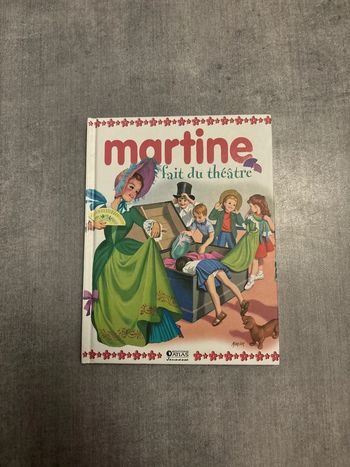 martine
fait du théâtre
ATLAS